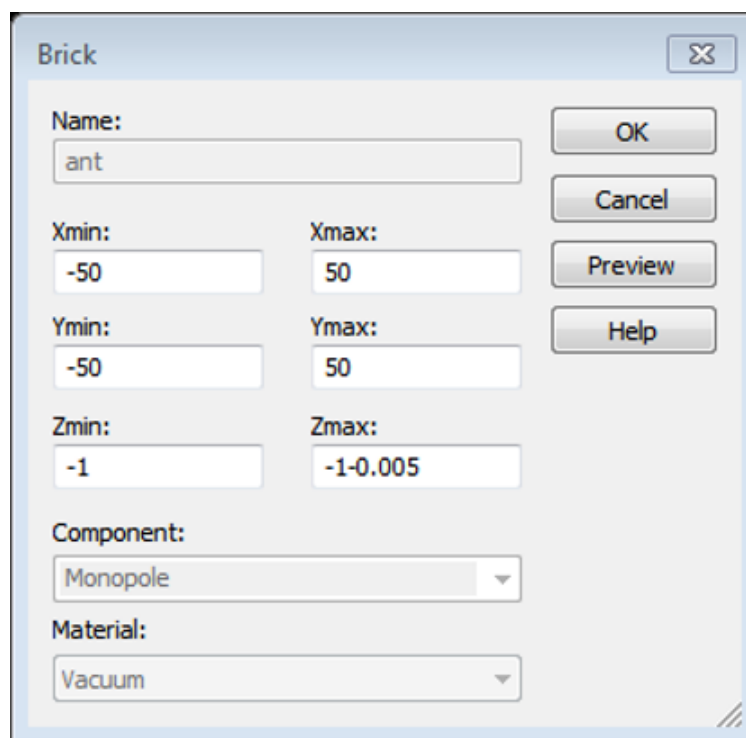 Brick
Name:
OK
ant
Cancel
Xmin: Xmax:
-50 50
Preview
Ymin: Ymax:
Help
-50 50
Zmin: Zmax:
-1 -1-0.005
Component:
Monopole
Material:
Vacuum